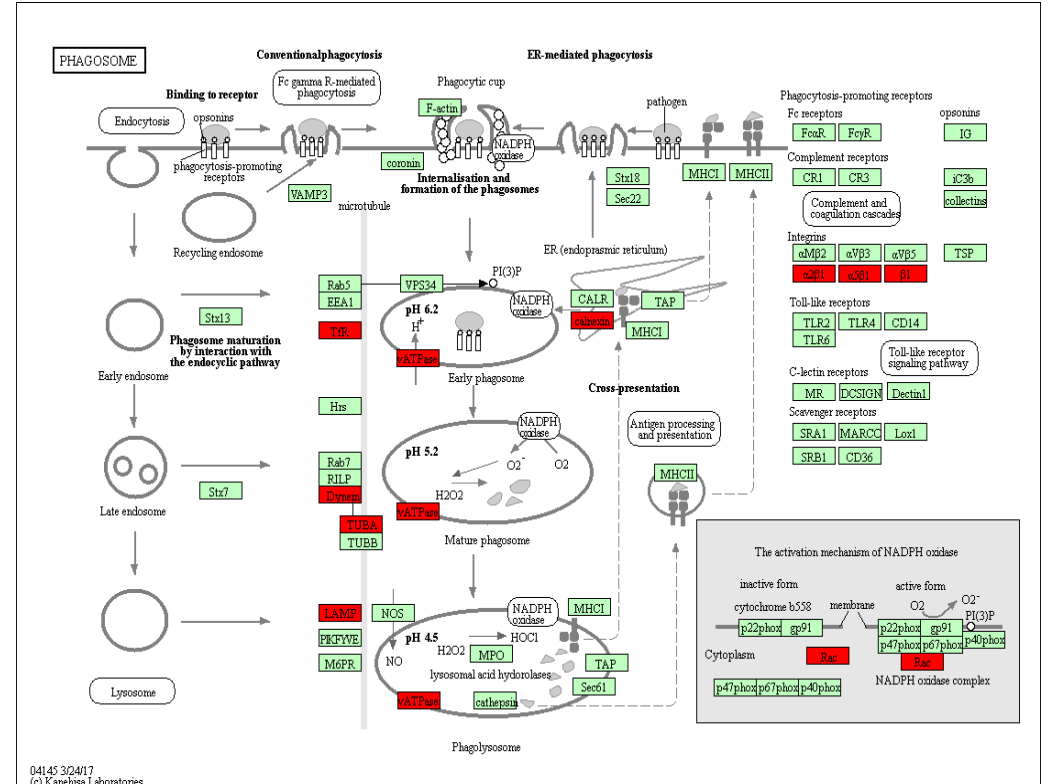 PHAGOSOME
Conventionalphagocytosis
ER-mediated phagocytosis
Fc gamma R-mediated
phagocytosis
Phagocytic cup
Binding to receptor
Endocytosis
opsonins
F-actin
pathogen
NADPH
oxidase
phagocytosis-promoting
receptors
coronin
Internalisation and
formation of the phagosomes
VAMP3
microtubule
Stx18
Sec22
MHCI
MHCII
Recycling endosome
ER (endoprasmic reticulum)
Phagocytosis-promoting receptors
Fc receptors
opsonins
FcαR
FcγR
IG
Complement receptors
CR1
CR3
iC3b
collectins
Complement and
coagulation cascades
Integrins
αMβ2
αVβ3
αVβ5
TSP
α2β1
α5β1
β1
Toll-like receptors
TLR2
TLR4
CD14
TLR6
Toll-like receptor
signaling pathway
C-lectin receptors
MR
DCSIGN
Dectin1
Scavenger receptors
SRA1
MARCO
Lox1
SRB1
CD36
Rab5
EEA1
VPS34
PI(3)P
TfR
pH 6.2
H+
vATPase
NADPH
oxidase
CALR
TAP
calnexin
MHCI
Stx13
Phagosome maturation
by interaction with
the endocyclic pathway
Early endosome
Early phagosome
Cross-presentation
Hrs
NADPH
oxidase
Antigen processing
and presentation
pH 5.2
O2-
O2
H2O2
vATPase
MHCII
Rab7
RILP
Dynein
TUBA
TUBB
Stx7
Late endosome
Mature phagosome
LAMP
NOS
PIKFYVE
M6PR
NADPH
oxidase
MHCI
pH 4.5
H2O2
HOCl
NO
MPO
lysosomal acid hydorolases
TAP
Sec61
vATPase
cathepsin
Lysosome
Phagolysosome
The activation mechanism of NADPH oxidase
inactive form
active form
cytochrome b558
membrane
O2
O2-
PI(3)P
p22phox
gp91
p22phox
gp91
p47phox
p67phox
p40phox
Cytoplasm
Rac
Rac
NADPH oxidase complex
p47phox
p67phox
p40phox
04145 3/24/17
(c) Kanehisa Laboratories